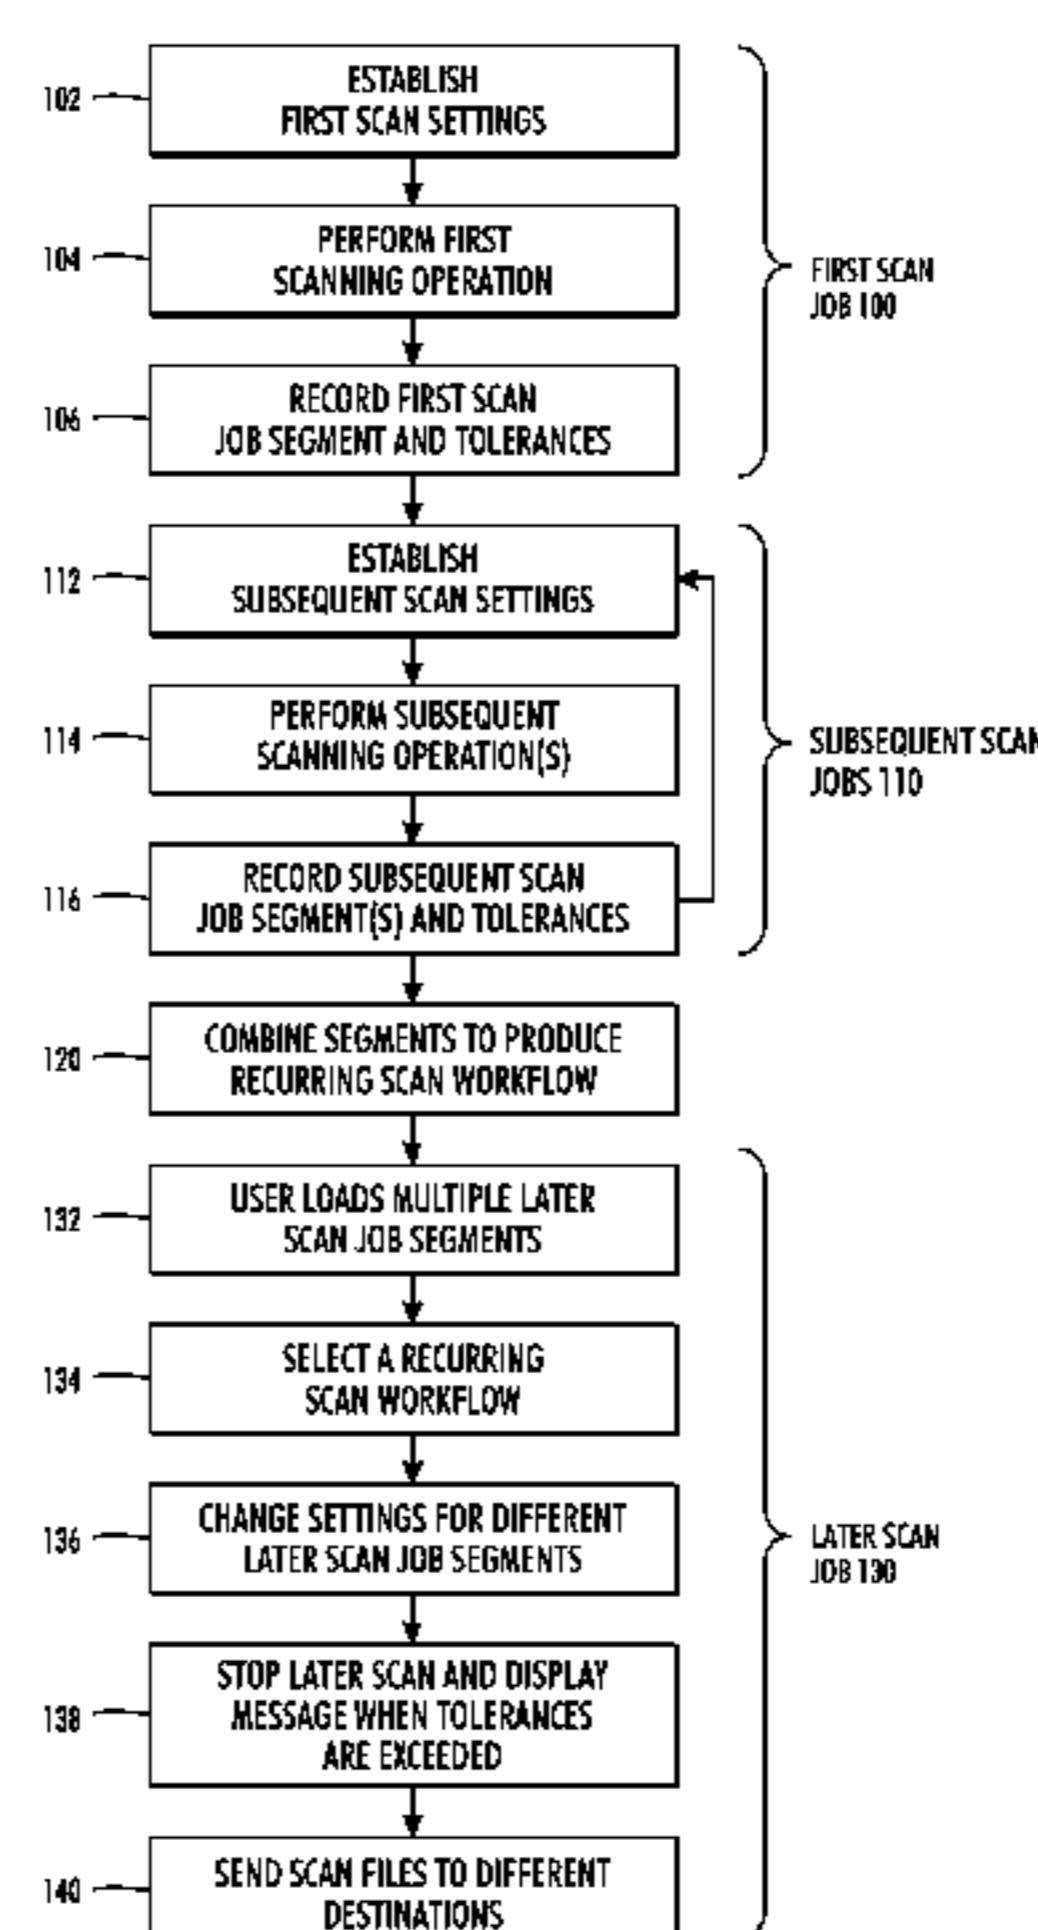 102
ESTABLISH
FIRST SCAN SETTINGS
104
PERFORM FIRST
SCANNING OPERATION
FIRST SCAN
JOB 100
106
RECORD FIRST SCAN
JOB SEGMENT AND TOLERANCES
112
ESTABLISH
SUBSEQUENT SCAN SETTINGS
114
PERFORM SUBSEQUENT
SCANNING OPERATION(S)
SUBSEQUENT SCAN
JOBS 110
116
RECORD SUBSEQUENT SCAN
JOB SEGMENT(S) AND TOLERANCES
120
COMBINE SEGMENTS TO PRODUCE
RECURRING SCAN WORKFLOW
132
USER LOADS MULTIPLE LATER
SCAN JOB SEGMENTS
134
SELECT A RECURRING
SCAN WORKFLOW
136
CHANGE SETTINGS FOR DIFFERENT
LATER SCAN JOB SEGMENTS
LATER SCAN
JOB 130
138
STOP LATER SCAN AND DISPLAY
MESSAGE WHEN TOLERANCES
ARE EXCEEDED
140
SEND SCAN FILES TO DIFFERENT
DESTINATIONS